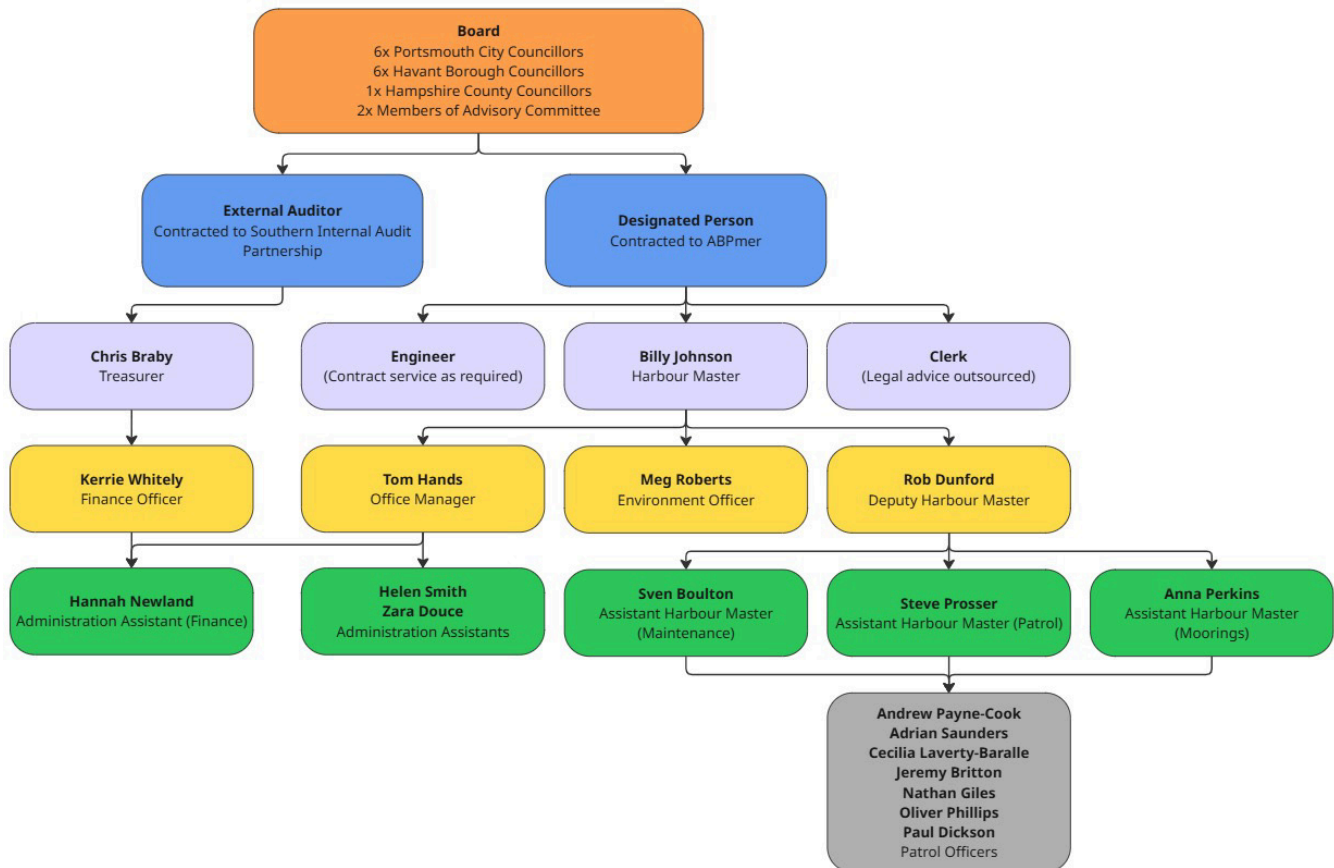 Board
6x Portsmouth City Councillors
6x Havant Borough Councillors
1x Hampshire County Councillors
2x Members of Advisory Committee
External Auditor
Contracted to Southern Internal Audit
Partnership
Designated Person
Contracted to ABPmer
Chris Braby
Treasurer
Engineer
(Contract service as required)
Billy Johnson
Harbour Master
Clerk
(Legal advice outsourced)
Kerrie Whitely
Finance Officer
Tom Hands
Office Manager
Meg Roberts
Environment Officer
Rob Dunford
Deputy Harbour Master
Hannah Newland
Administration Assistant (Finance)
Helen Smith
Zara Douce
Administration Assistants
Sven Boulton
Assistant Harbour Master
(Maintenance)
Steve Prosser
Assistant Harbour Master (Patrol)
Anna Perkins
Assistant Harbour Master
(Moorings)
Andrew Payne-Cook
Adrian Saunders
Cecilia Laverty-Baralle
Jeremy Britton
Nathan Giles
Oliver Phillips
Paul Dickson
Patrol Officers